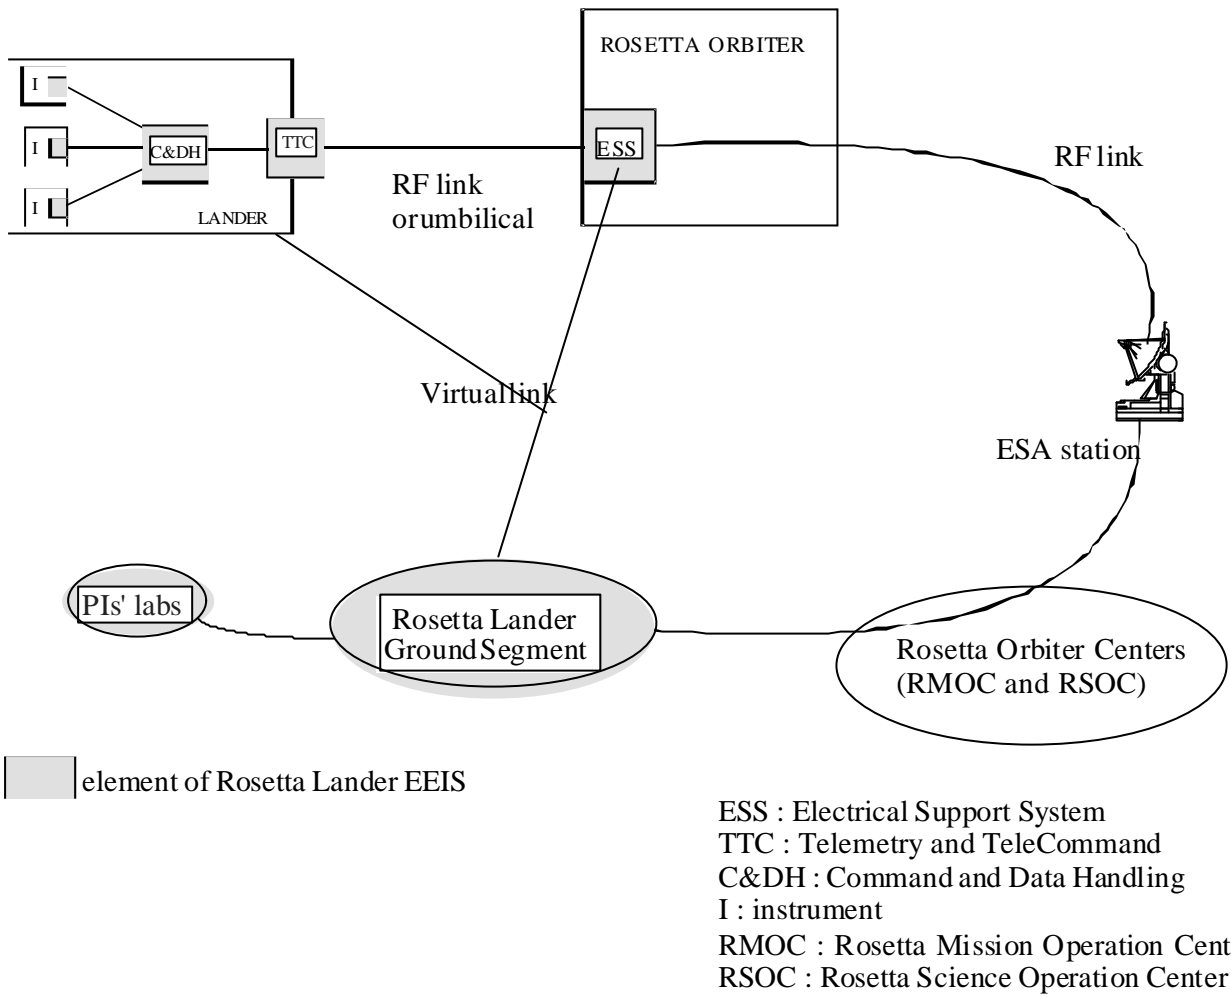 ROSETTA ORBITER
I
I
I
C&DH
TTC
LANDER
RF link
orumbilical
ESS
RF link
Virtuallink
ESA station
PIs' labs
Rosetta Lander
GroundSegment
Rosetta Orbiter Centers
(RMOC and RSOC)
element of Rosetta Lander EEIS
ESS : Electrical Support System
TTC : Telemetry and TeleCommand
C&DH : Command and Data Handling
I : instrument
RMOC : Rosetta Mission Operation Cent
RSOC : Rosetta Science Operation Center